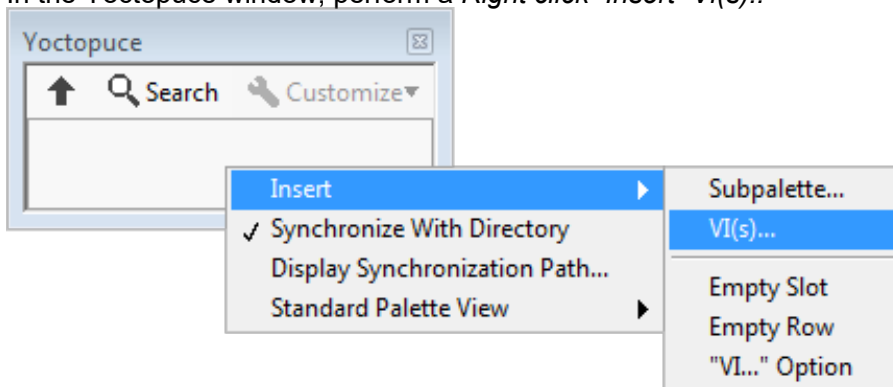 In the Yoctopuce window, perform a Right click> Insert> VI(s)..
Yoctopuce
Search Customize
Insert
Synchronize With Directory
Display Synchronization Path...
Standard Palette View
Subpalette...
VI(s)...
Empty Slot
Empty Row
"VI..." Option